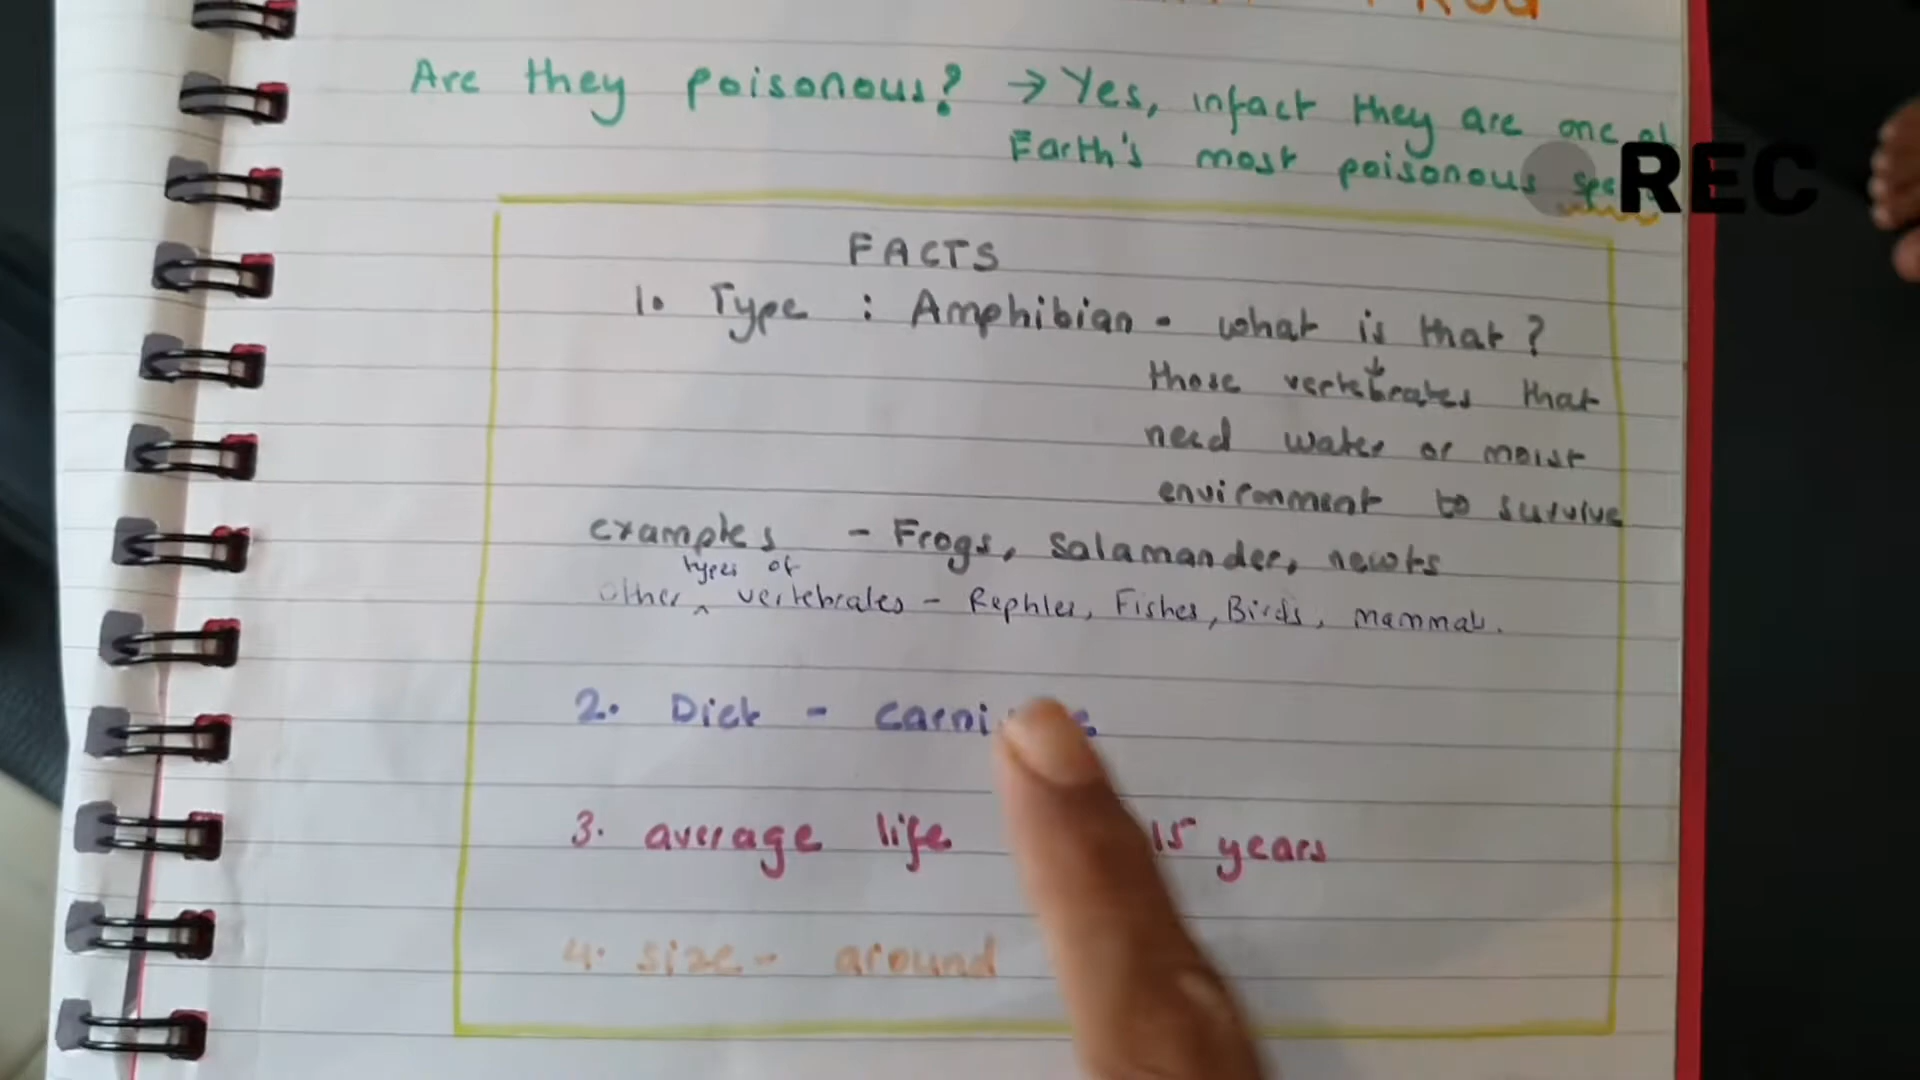 Are they poisonous? → Yes, infact they are one of
Earth's most poisonous
REC
FACTS
1. Type : Amphibian - what is that?
those vertebrates that
need water or moist
environment to survive
examples - Frogs, Salamander, newts
types of
other ^ vertebrates - Reptiles, Fishes, Birds, mammals.
2. Diet -
3. average life 15 years
4. size - around